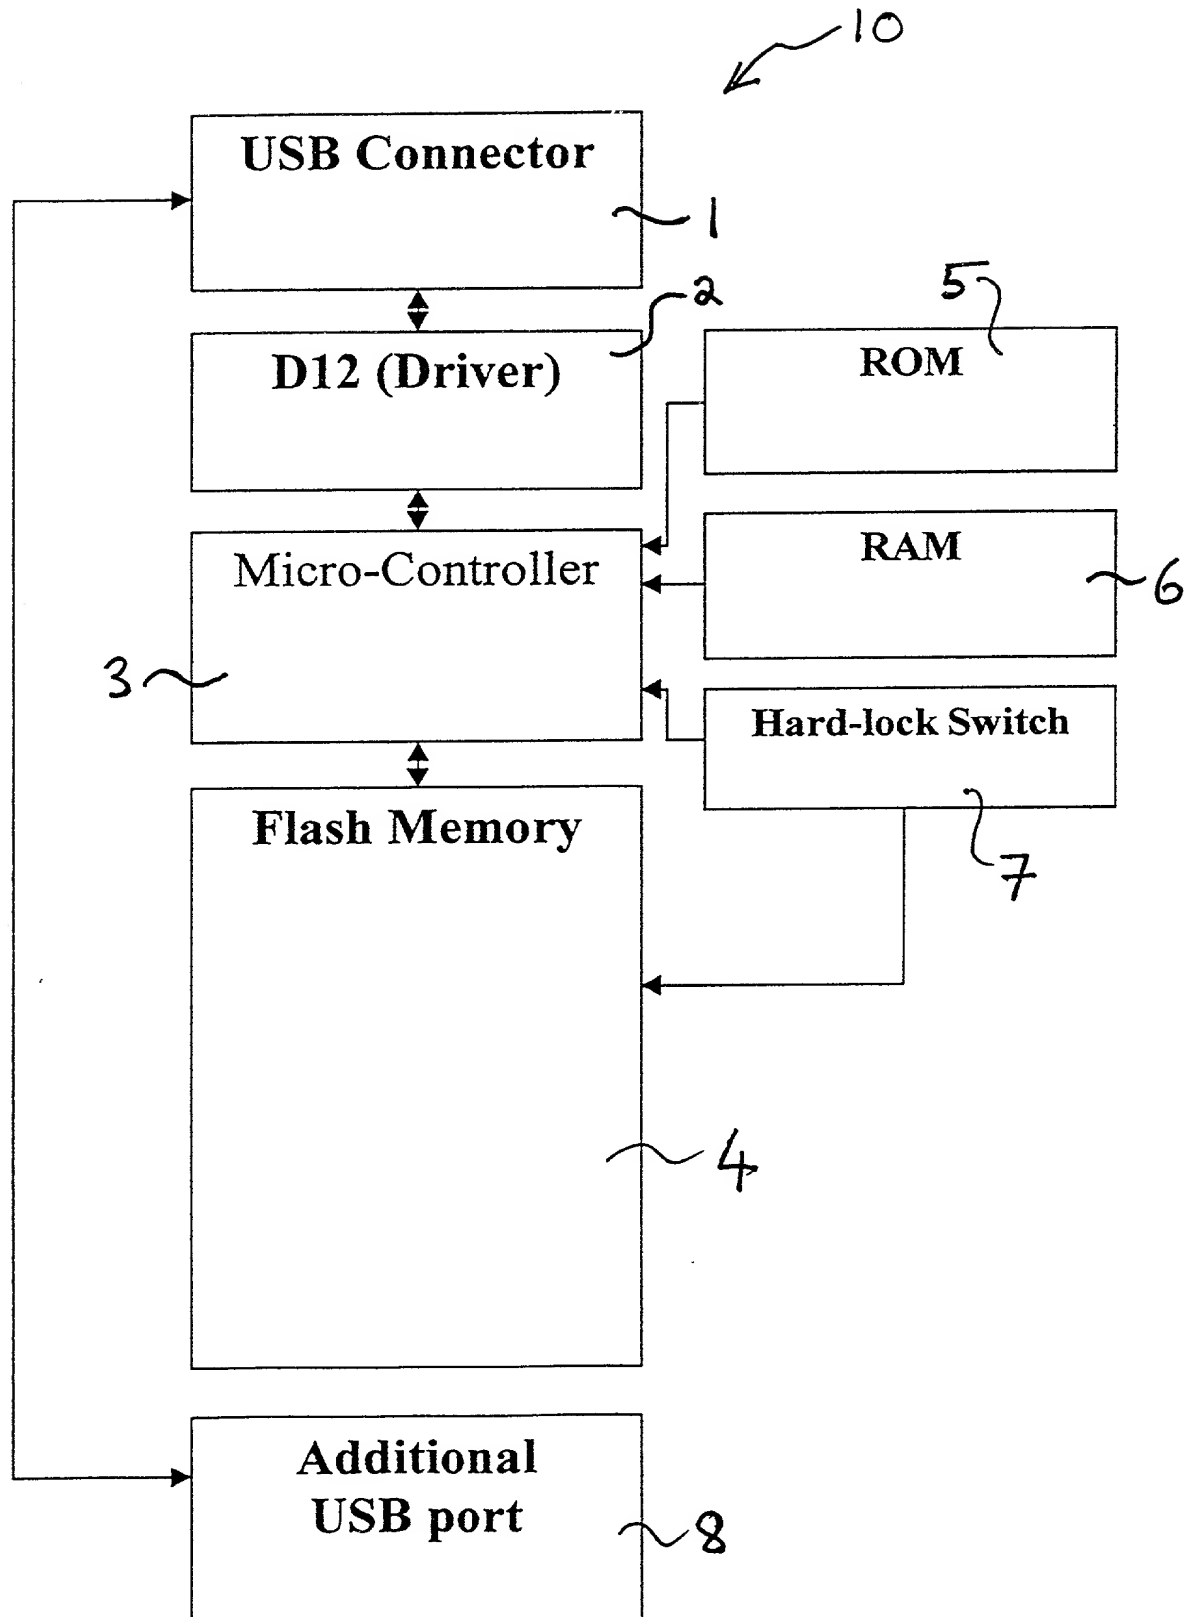 10
USB Connector
1
2
D12 (Driver)
5
ROM
Micro-Controller
3
RAM
6
Hard-lock Switch
7
Flash Memory
4
Additional
USB port
8